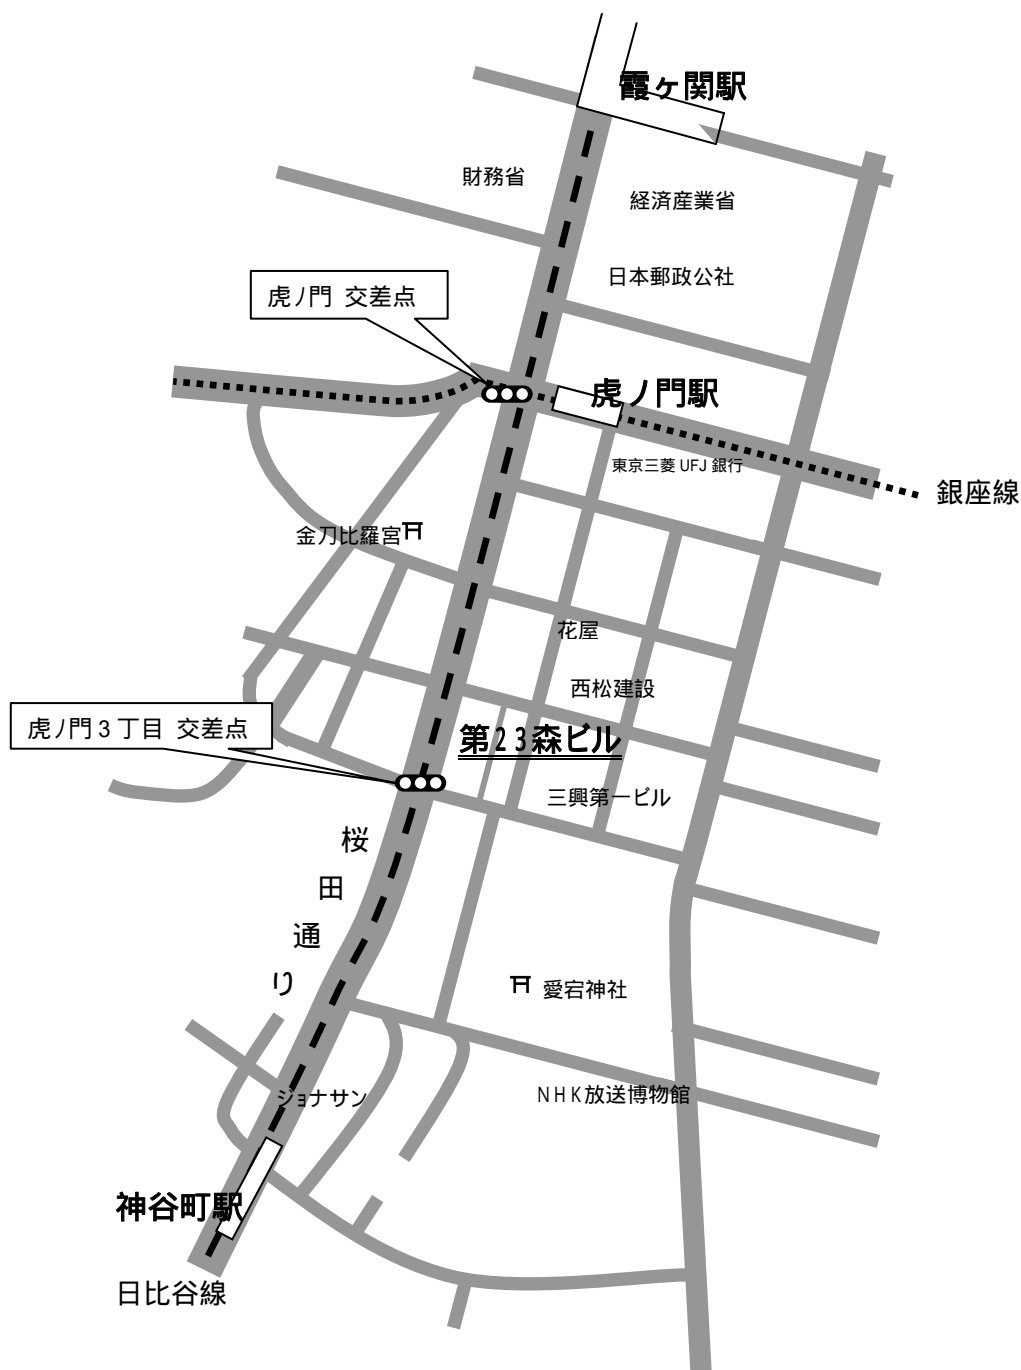 霞ヶ関駅
財務省
経済産業省
日本郵政公社
虎ノ門 交差点
虎ノ門駅
東京三菱 UFJ 銀行
銀座線
金刀比羅宮
花屋
西松建設
虎ノ門3丁目 交差点
第23森ビル
三興第一ビル
桜田通り
愛宕神社
ジョナサン
NHK放送博物館
神谷町駅
日比谷線